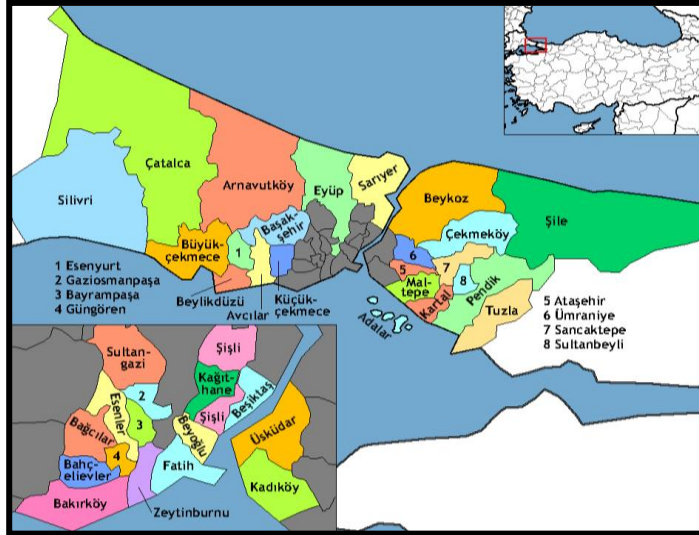 Silivri
Çatalca
Arnavutköy
Eyüp
Sarıyer
Başak-
şehir
Büyük-
çekmece
1
Beylikdüzü
Avcılar
Küçük-
çekmece
1 Esenyurt
2 Gaziosmanpaşa
3 Bayrampaşa
4 Güngören
Beykoz
Şile
Çekmeköy
6
7
5
8
Mal-
tepe
Kartal
Pendik
Tuzla
Adalar
5 Ataşehir
6 Ümraniye
7 Sancaktepe
8 Sultanbeyli
Sultan-
gazi
Şişli
Kağıt-
hane
Beşiktaş
Şişli
Esenler
2
3
Beyoğlu
Bağcılar
4
Bahç-
elievler
Fatih
Üsküdar
Kadıköy
Bakırköy
Zeytinburnu